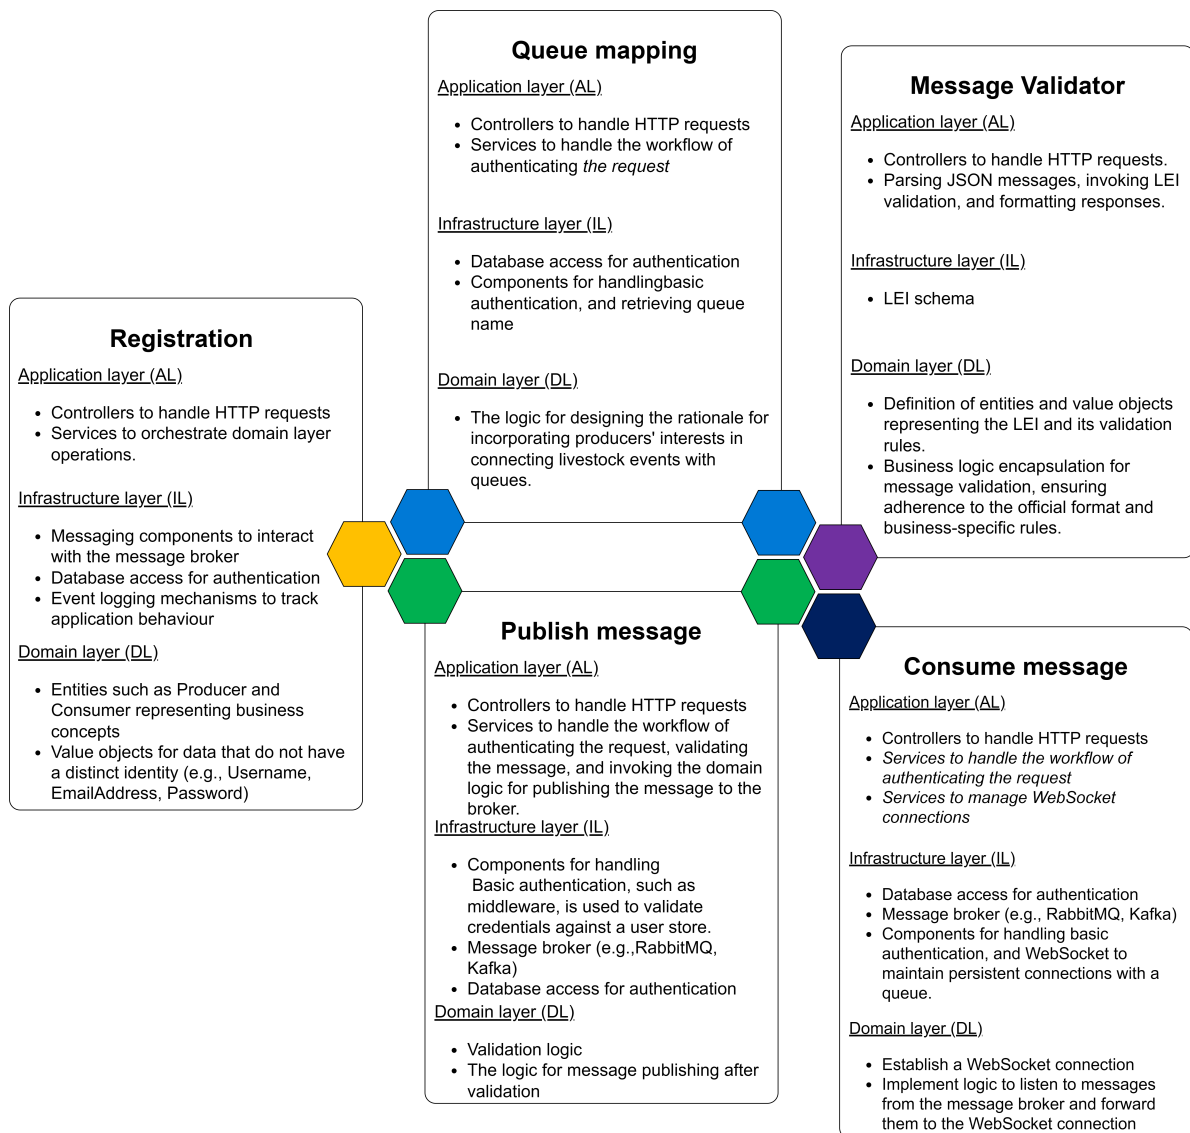 Queue mapping
Application layer (AL)
• Controllers to handle HTTP requests
• Services to handle the workflow of
authenticating the request
Infrastructure layer (IL)
• Database access for authentication
• Components for handlingbasic
authentication, and retrieving queue
name
Domain layer (DL)
• The logic for designing the rationale for
incorporating producers' interests in
connecting livestock events with
queues.
Message Validator
Application layer (AL)
• Controllers to handle HTTP requests.
• Parsing JSON messages, invoking LEI
validation, and formatting responses.
Infrastructure layer (IL)
• LEI schema
Domain layer (DL)
• Definition of entities and value objects
representing the LEI and its validation
rules.
• Business logic encapsulation for
message validation, ensuring
adherence to the official format and
business-specific rules.
Registration
Application layer (AL)
• Controllers to handle HTTP requests
• Services to orchestrate domain layer
operations.
Infrastructure layer (IL)
• Messaging components to interact
with the message broker
• Database access for authentication
• Event logging mechanisms to track
application behaviour
Domain layer (DL)
• Entities such as Producer and
Consumer representing business
concepts
• Value objects for data that do not have
a distinct identity (e.g., Username,
EmailAddress, Password)
Publish message
Application layer (AL)
• Controllers to handle HTTP requests
• Services to handle the workflow of
authenticating the request, validating
the message, and invoking the domain
logic for publishing the message to the
broker.
Infrastructure layer (IL)
• Components for handling
Basic authentication, such as
middleware, is used to validate
credentials against a user store.
• Message broker (e.g.,RabbitMQ,
Kafka)
• Database access for authentication
Domain layer (DL)
• Validation logic
• The logic for message publishing after
validation
Consume message
Application layer (AL)
• Controllers to handle HTTP requests
• Services to handle the workflow of
authenticating the request
• Services to manage WebSocket
connections
Infrastructure layer (IL)
• Database access for authentication
• Message broker (e.g., RabbitMQ, Kafka)
• Components for handling basic
authentication, and WebSocket to
maintain persistent connections with a
queue.
Domain layer (DL)
• Establish a WebSocket connection
• Implement logic to listen to messages
from the message broker and forward
them to the WebSocket connection